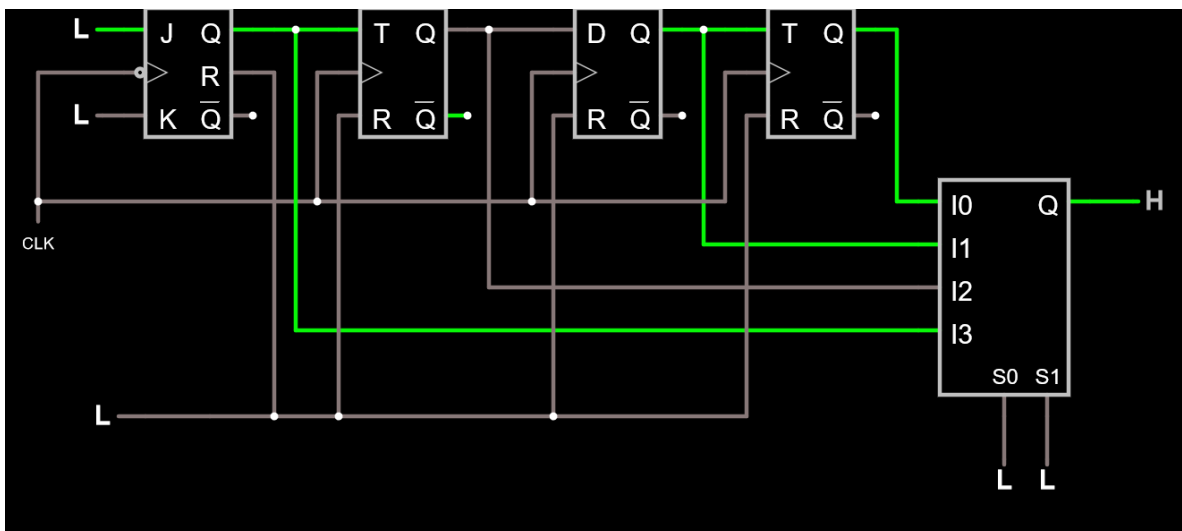 L J Q T Q D Q T Q
R
L K Q̅ R Q̅ R Q̅ R Q̅
I0 Q H
CLK
I1
I2
I3
S0 S1
L
L L